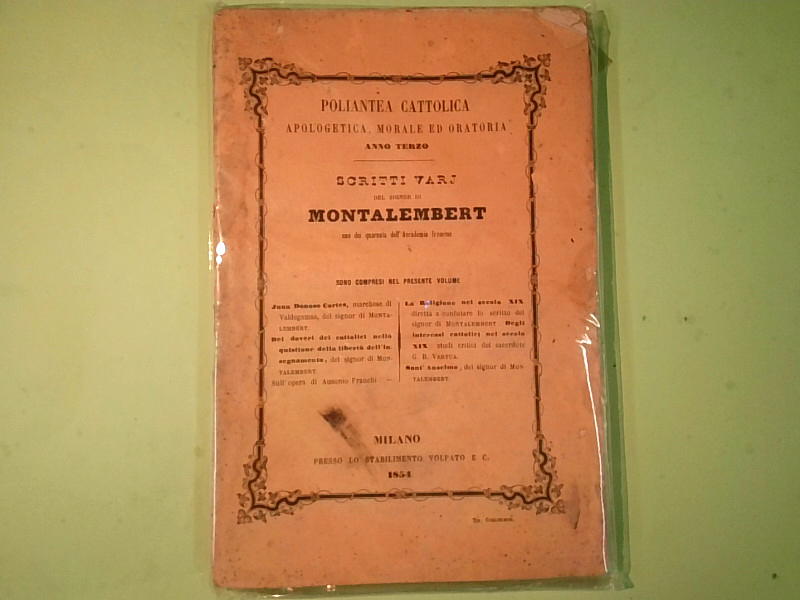 POLIANTEA CATTOLICA
APOLOGETICA, MORALE ED ORATORIA
ANNO TERZO
SCRITTI VARJ
DEL SIGNOR DI
MONTALEMBERT
uno dei quaranta dell'Accademia francese
SONO COMPRESI NEL PRESENTE VOLUME
Juan Donoso Cortes, marchese di
Valdegamas, del signor di MONTA-
LEMBERT.
Dei doveri dei cattolici nella
quistione della libertà dell'in
segnamento, del signor di MON-
TALEMBERT.
Sull'opera di Ausonio Franchi —
La Religione nel secolo XIX
diretta a confutare lo scritto del
signor di MONTALEMBERT Degli
interessi cattolici nel secolo
XIX studi critici del sacerdote
G. B. VERTUA.
Sant'Anselmo, del signor di MON
TALEMBERT.
MILANO
PRESSO LO STABILIMENTO VOLPATO E C.
1854
Tip. Guglielmini.